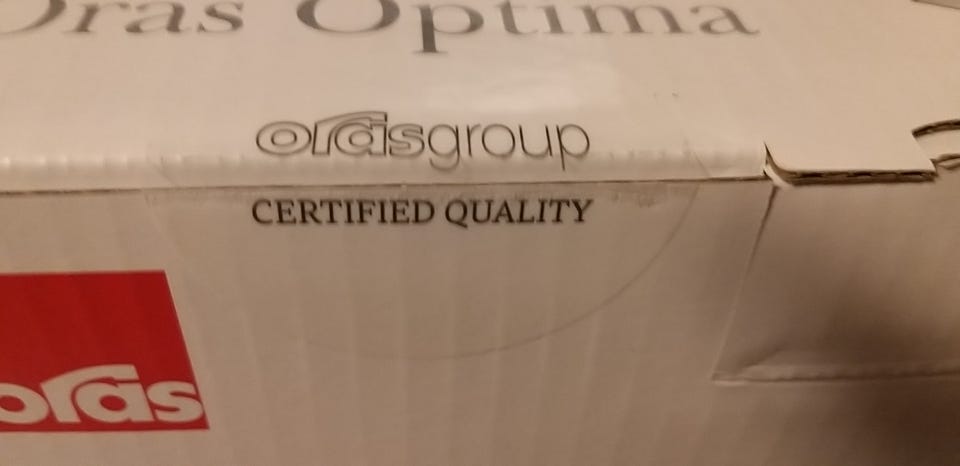 Oras Optima
orasgroup
CERTIFIED QUALITY
oras